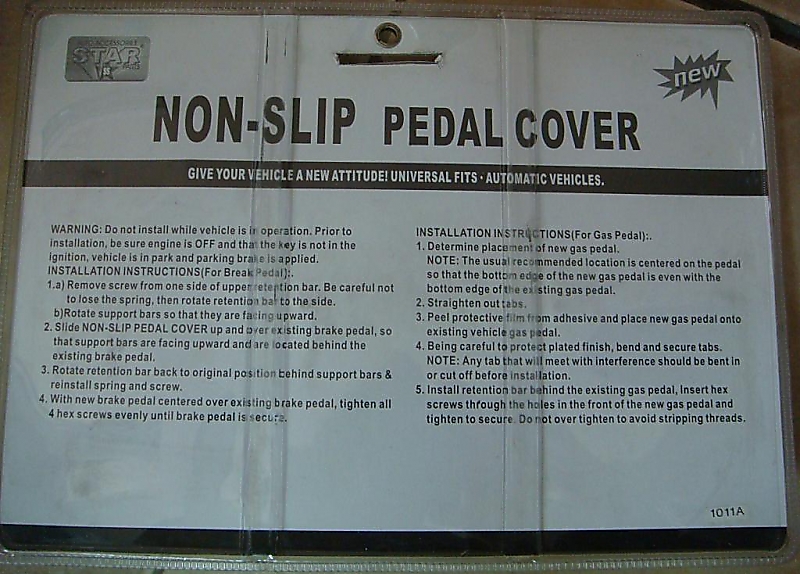 STAR
new
NON-SLIP PEDAL COVER
GIVE YOUR VEHICLE A NEW ATTITUDE! UNIVERSAL FITS · AUTOMATIC VEHICLES.
WARNING: Do not install while vehicle is in operation. Prior to
installation, be sure engine is OFF and that the key is not in the
ignition, vehicle is in park and parking brake is applied.
INSTALLATION INSTRUCTIONS(For Break Pedal):.
1.a) Remove screw from one side of upper retention bar. Be careful not
to lose the spring, then rotate retention bar to the side.
b)Rotate support bars so that they are facing upward.
2. Slide NON-SLIP PEDAL COVER up and over existing brake pedal, so
that support bars are facing upward and are located behind the
existing brake pedal.
3. Rotate retention bar back to original position behind support bars &
reinstall spring and screw.
4. With new brake pedal centered over existing brake pedal, tighten all
4 hex screws evenly until brake pedal is secure.
INSTALLATION INSTRUCTIONS(For Gas Pedal):.
1. Determine placement of new gas pedal.
NOTE: The usual recommended location is centered on the pedal
so that the bottom edge of the new gas pedal is even with the
bottom edge of the existing gas pedal.
2. Straighten out tabs.
3. Peel protective film from adhesive and place new gas pedal onto
existing vehicle gas pedal.
4. Being careful to protect plated finish, bend and secure tabs.
NOTE: Any tab that will meet with interference should be bent in
or cut off before installation.
5. Install retention bar behind the existing gas pedal, Insert hex
screws through the holes in the front of the new gas pedal and
tighten to secure. Do not over tighten to avoid stripping threads.
1011A